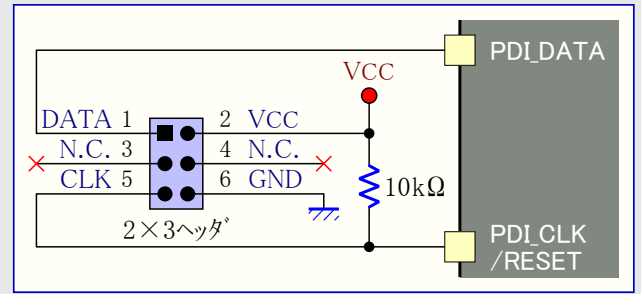 PDI_DATA
VCC
DATA 1
2 VCC
N.C. 3
4 N.C.
CLK 5
6 GND
10kΩ
2×3ヘッダ
PDI_CLK
/RESET